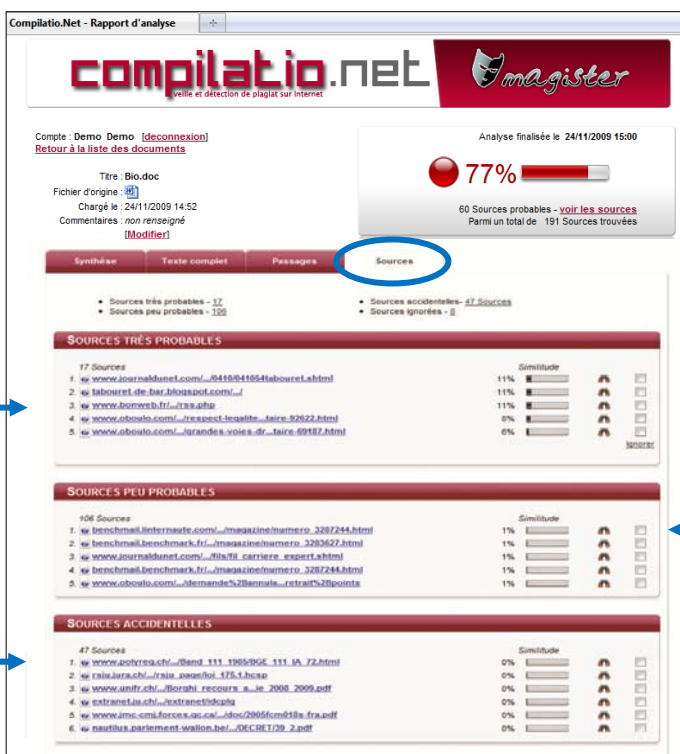 Compilatio.Net - Rapport d'analyse
compilatio.net
veille et détection de plagiat sur Internet
magister
Compte : Demo Demo [deconnexion]
Retour à la liste des documents
Titre : Bio.doc
Fichier d'origine :
Chargé le : 24/11/2009 14:52
Commentaires : non renseigné
[Modifier]
Analyse finalisée le 24/11/2009 15:00
77%
60 Sources probables - voir les sources
Parmi un total de 191 Sources trouvées
Synthèse Texte complet Passages Sources
• Sources très probables - 17
• Sources peu probables - 106
• Sources accidentelles- 47 Sources
• Sources ignorées - 8
SOURCES TRÈS PROBABLES
17 Sources Similitude
1. www.journaldunet.com/.../0410/041054tabouret.shtml 11%
2. tabouret-de-bar.blogspot.com/.../ 11%
3. www.bonweb.fr/.../rss.php 11%
4. www.oboulo.com/.../respect-legalite...taire-92622.html 8%
5. www.oboulo.com/.../grandes-voies-dr...taire-69187.html 6%
Ignorer
SOURCES PEU PROBABLES
106 Sources Similitude
1. benchmail.linternaute.com/.../magazine/numero_3287244.html 1%
2. benchmail.benchmark.fr/.../magazine/numero_3283627.html 1%
3. www.journaldunet.com/.../fils/fil_carriere_expert.shtml 1%
4. benchmail.benchmark.fr/.../magazine/numero_3287244.html 1%
5. www.oboulo.com/.../demande%2Bannula...retrait%2Bpoints 1%
SOURCES ACCIDENTELLES
47 Sources Similitude
1. www.polyreg.ch/.../Band_111_1985/BGE_111_IA_72.html 0%
2. rsju.jura.ch/.../rsju_page/loi_175.1.hcsp 0%
3. www.unifr.ch/.../Borghi_recours_a...ie_2008_2009.pdf 0%
4. extranet.ju.ch/.../extranet/idcplg 0%
5. www.jmc-cmj.forces.gc.ca/.../doc/2005fcm018s-fra.pdf 0%
6. nautilus.parlement-wallon.be/.../DECRET/39_2.pdf 0%